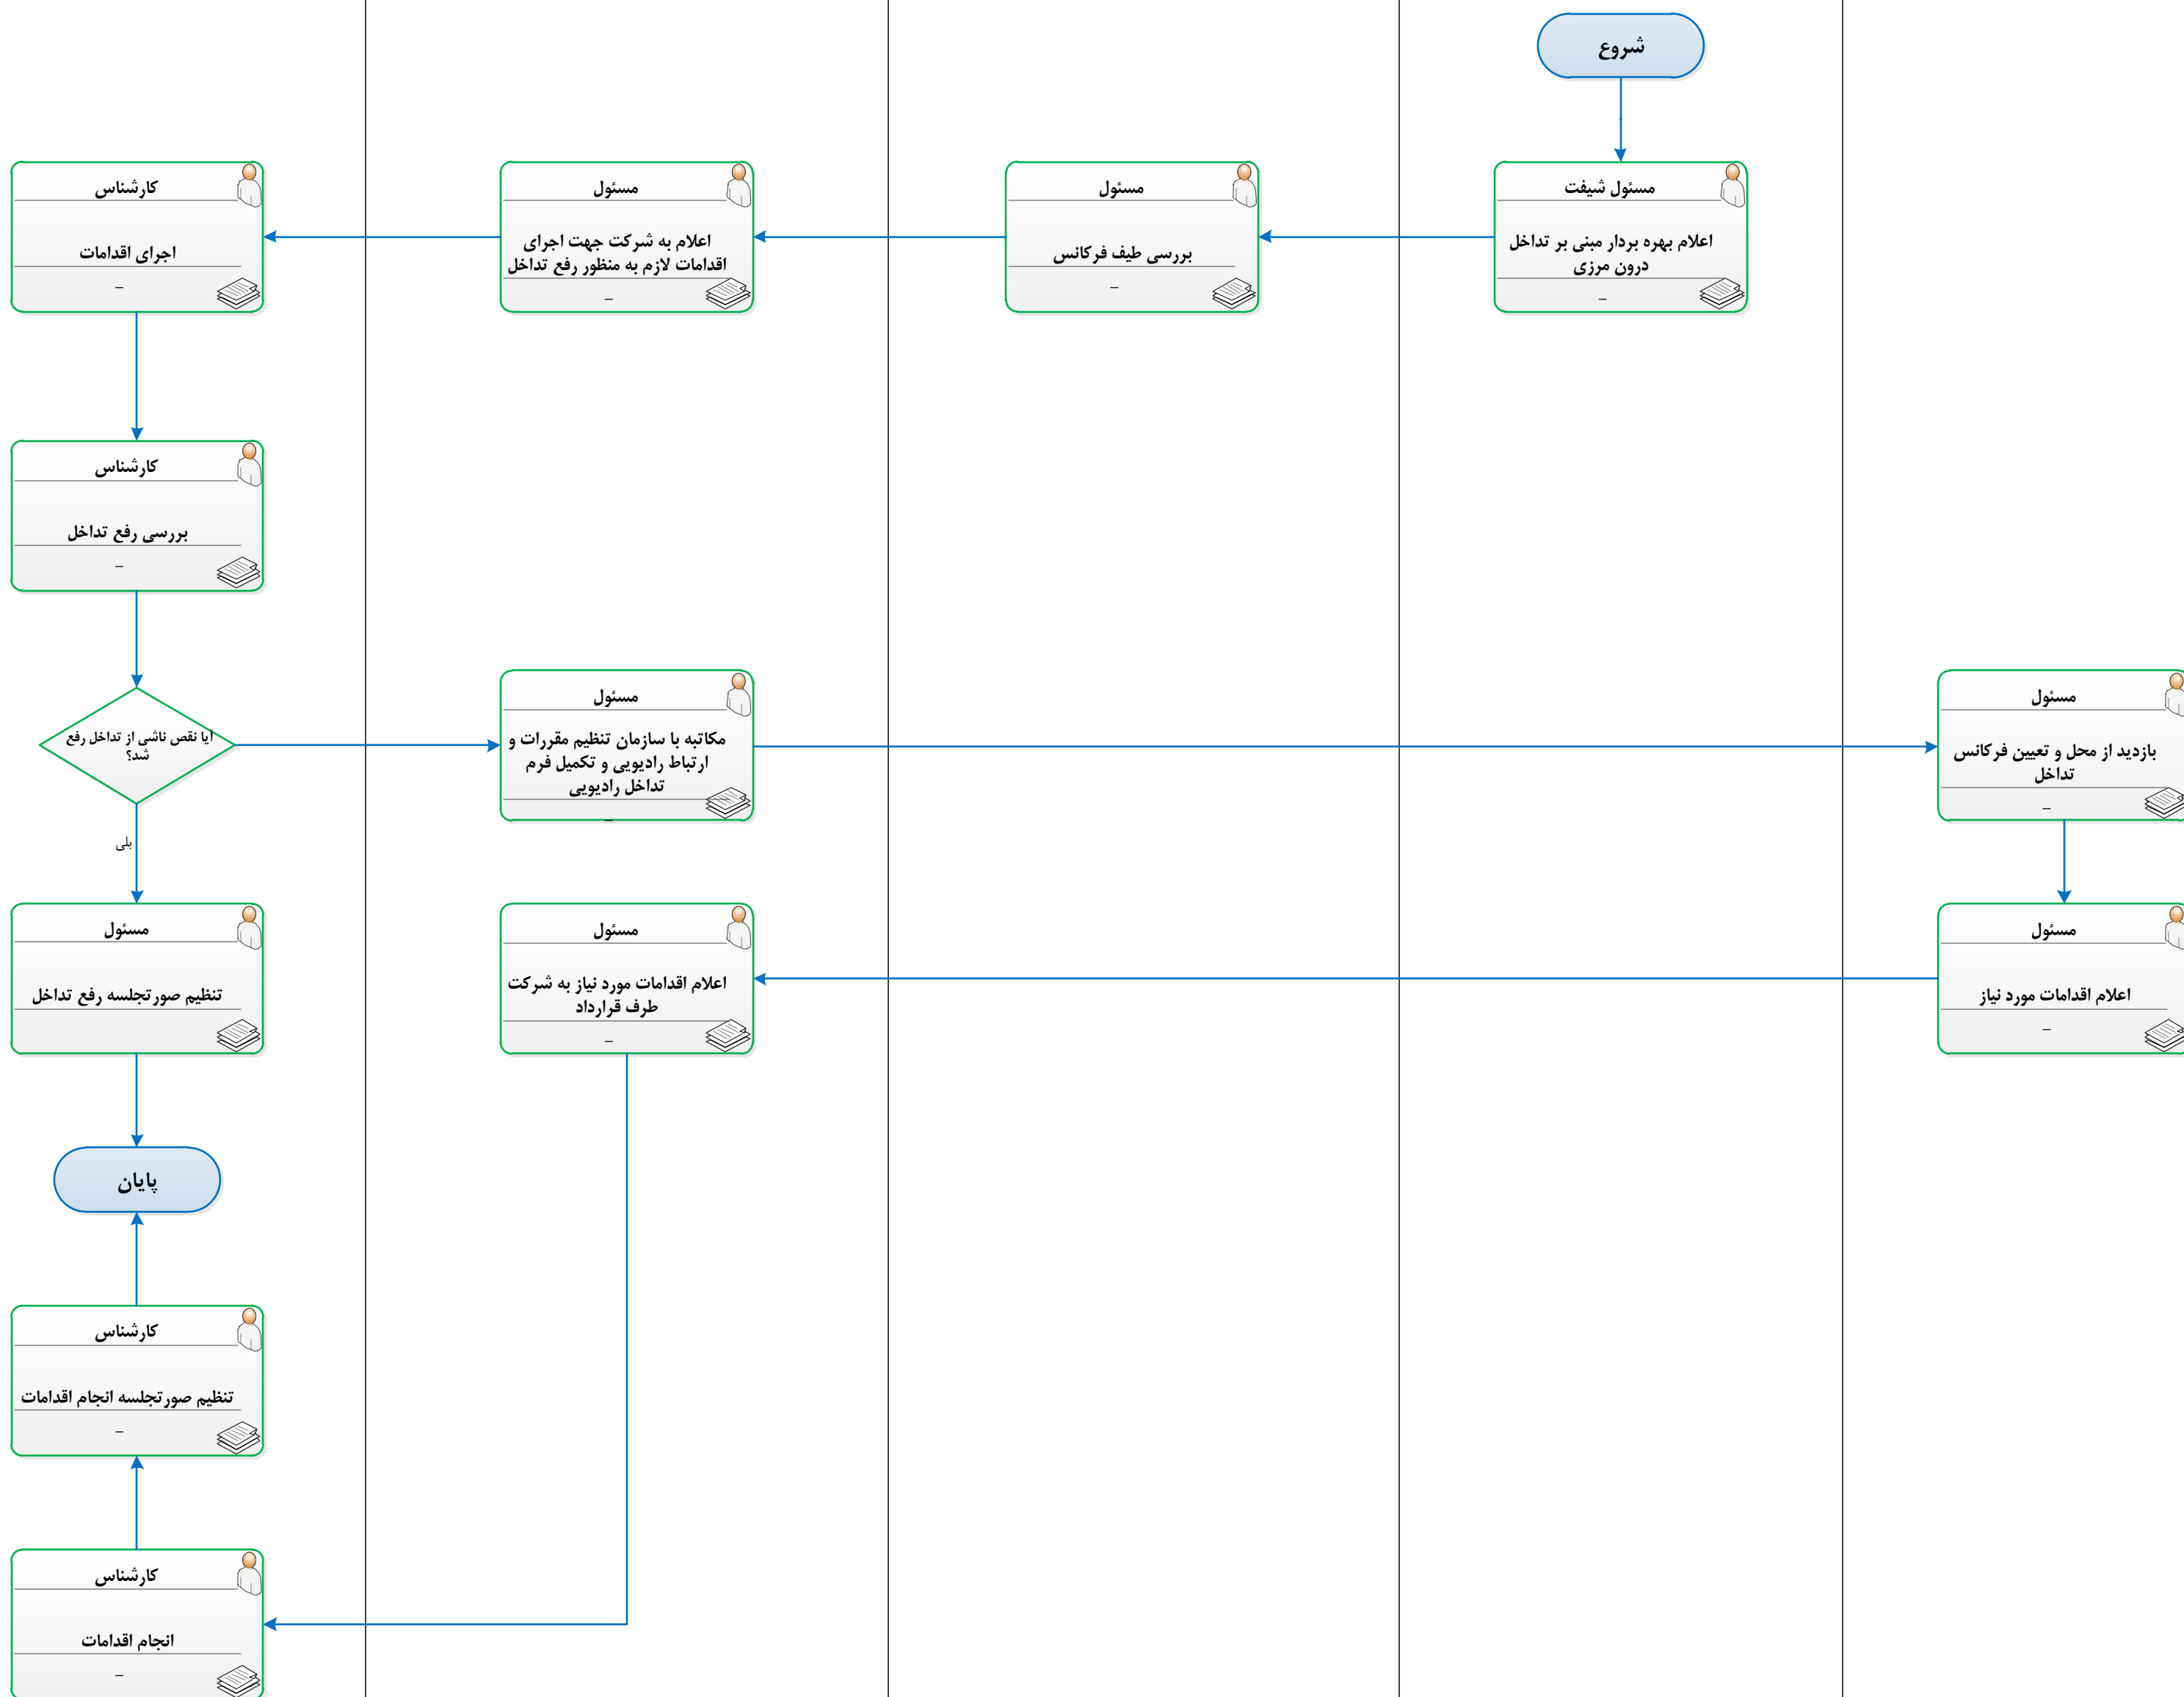 شروع
مسئول شیفت
اعلام بهره بردار مبنی بر تداخل
درون مرزی
_
مسئول
بررسی طیف فرکانس
_
مسئول
اعلام به شرکت جهت اجرای
اقدامات لازم به منظور رفع تداخل
_
کارشناس
اجرای اقدامات
_
کارشناس
بررسی رفع تداخل
_
آیا نقص ناشی از تداخل رفع
شد؟
بلی
مسئول
مکاتبه با سازمان تنظیم مقررات و
ارتباط رادیویی و تکمیل فرم
تداخل رادیویی
_
مسئول
بازدید از محل و تعیین فرکانس
تداخل
_
مسئول
اعلام اقدامات مورد نیاز
_
مسئول
اعلام اقدامات مورد نیاز به شرکت
طرف قرارداد
_
مسئول
تنظیم صورتجلسه رفع تداخل
پایان
کارشناس
تنظیم صورتجلسه انجام اقدامات
_
کارشناس
انجام اقدامات
_